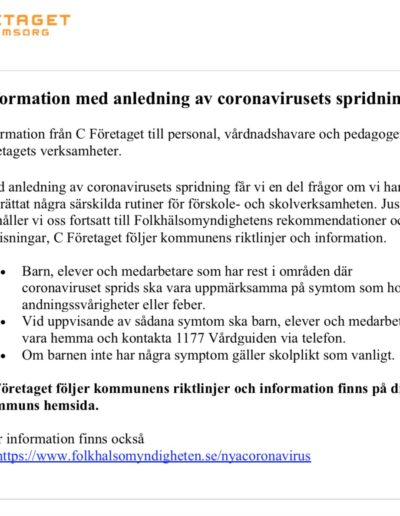 ETAGET
MSORG
formation med anledning av coronavirusets spridnin
rmation från C Företaget till personal, vårdnadshavare och pedagoge
etagets verksamheter.
d anledning av coronavirusets spridning får vi en del frågor om vi har
rättat några särskilda rutiner för förskole- och skolverksamheten. Jus
åller vi oss fortsatt till Folkhälsomyndighetens rekommendationer oc
isningar, C Företaget följer kommunens riktlinjer och information.
• Barn, elever och medarbetare som har rest i områden där
coronaviruset sprids ska vara uppmärksamma på symtom som ho
andningssvårigheter eller feber.
• Vid uppvisande av sådana symtom ska barn, elever och medarbet
vara hemma och kontakta 1177 Vårdguiden via telefon.
• Om barnen inte har några symptom gäller skolplikt som vanligt.
öretaget följer kommunens riktlinjer och information finns på di
mmuns hemsida.
r information finns också
https://www.folkhalsomyndigheten.se/nyacoronavirus